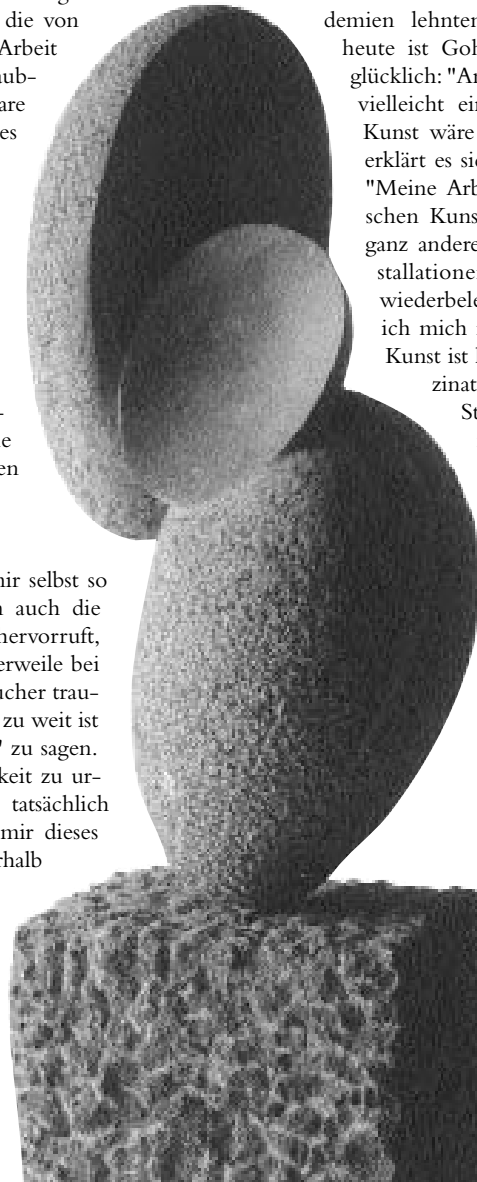 die von
Arbeit
aub-
are
es
-
e
en
mir selbst so
auch die
hervorruft,
erweile bei
ucher trau-
zu weit ist
" zu sagen.
keit zu ur-
tatsächlich
mir dieses
rhalb
demien lehnten
heute ist Goh
glücklich: "An
vielleicht ein
Kunst wäre
erklärt es sic
"Meine Arb
schen Kuns
ganz andere
stallationen
wiederbele
ich mich
Kunst ist
zinat
St